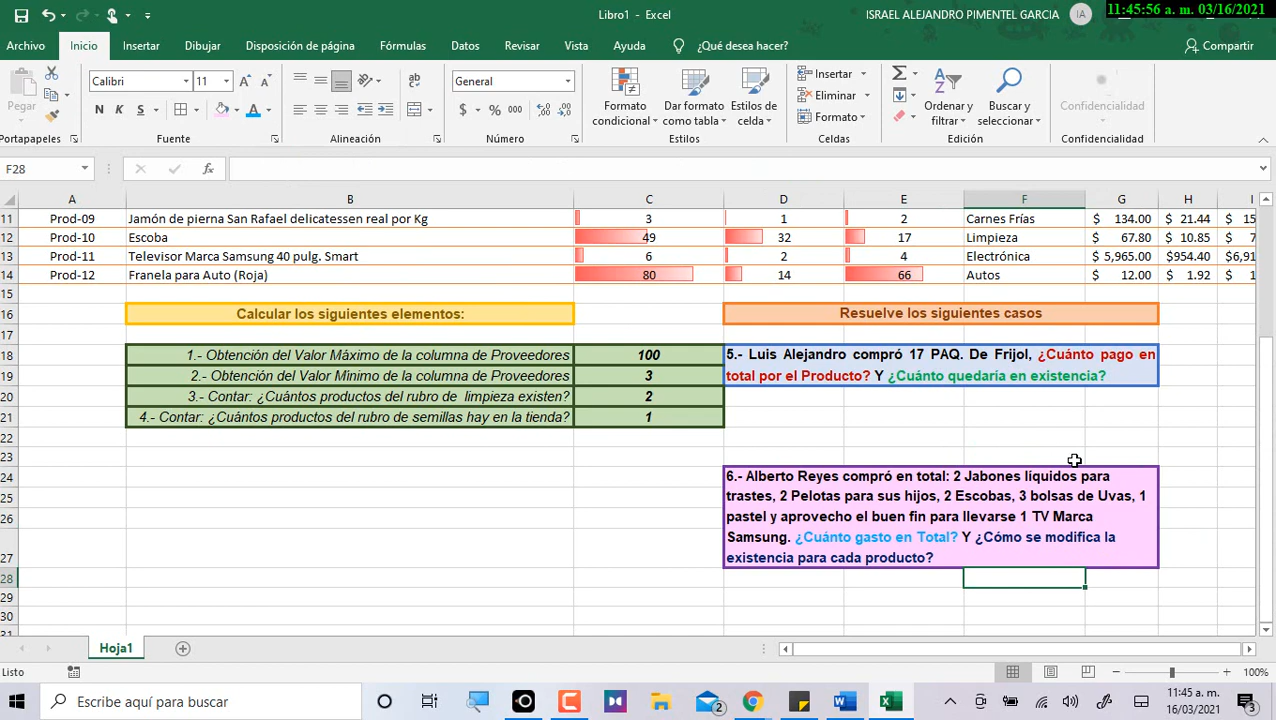 11:45:56 a. m. 03/16/2021
Libro1 - Excel
ISRAEL ALEJANDRO PIMENTEL GARCIA IA
Archivo Inicio Insertar Dibujar Disposición de página Fórmulas Datos Revisar Vista Ayuda ¿Qué desea hacer? Compartir
Pegar
Calibri 11
N K S
ab
General
$ % 000
Formato condicional
Dar formato como tabla
Estilos de celda
Insertar
Eliminar
Formato
Ordenar y filtrar
Buscar y seleccionar
Confidencialidad
Portapapeles Fuente Alineación Número Estilos Celdas Edición Confidencialidad
F28 fx
A B C D E F G H I
11 Prod-09 Jamón de pierna San Rafael delicatessen real por Kg 3 1 2 Carnes Frías $ 134.00 $ 21.44 $ 15
12 Prod-10 Escoba 49 32 17 Limpieza $ 67.80 $ 10.85 $ 7
13 Prod-11 Televisor Marca Samsung 40 pulg. Smart 6 2 4 Electrónica $ 5,965.00 $954.40 $6,91
14 Prod-12 Franela para Auto (Roja) 80 14 66 Autos $ 12.00 $ 1.92 $ 1
15
16 Calcular los siguientes elementos: Resuelve los siguientes casos
17
18 1.- Obtención del Valor Máximo de la columna de Proveedores 100 5.- Luis Alejandro compró 17 PAQ. De Frijol, ¿Cuánto pago en
19 2.- Obtención del Valor Mínimo de la columna de Proveedores 3 total por el Producto? Y ¿Cuánto quedaría en existencia?
20 3.- Contar: ¿Cuántos productos del rubro de limpieza existen? 2
21 4.- Contar: ¿Cuántos productos del rubro de semillas hay en la tienda? 1
22
23
24 6.- Alberto Reyes compró en total: 2 Jabones líquidos para
25 trastes, 2 Pelotas para sus hijos, 2 Escobas, 3 bolsas de Uvas, 1
26 pastel y aprovecho el buen fin para llevarse 1 TV Marca
Samsung. ¿Cuánto gasto en Total? Y ¿Cómo se modifica la
27 existencia para cada producto?
28
29
30
31
Hoja1
Listo 100%
Escribe aquí para buscar
2
11:45 a. m.
16/03/2021
3